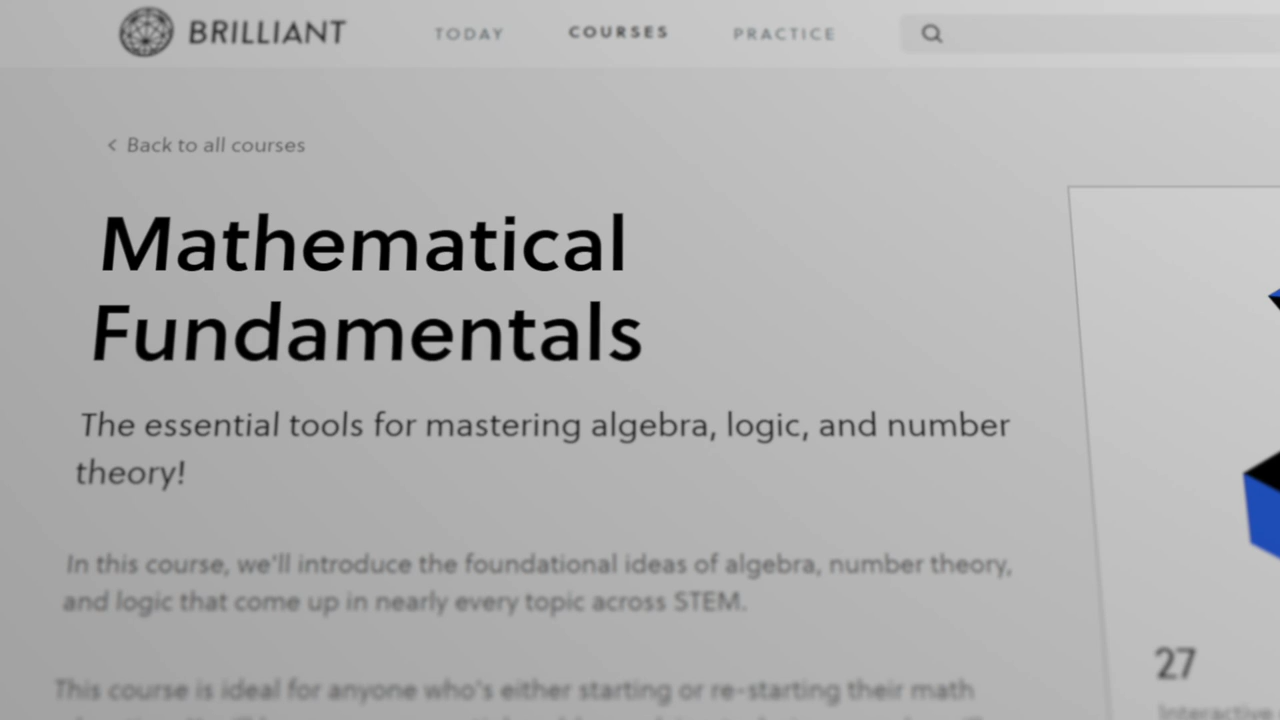 BRILLIANT
TODAY
COURSES
PRACTICE
< Back to all courses
Mathematical
Fundamentals
The essential tools for mastering algebra, logic, and number
theory!
In this course, we'll introduce the foundational ideas of algebra, number theory,
and logic that come up in nearly every topic across STEM.
This course is ideal for anyone who's either starting or re-starting their math
27
Interactive